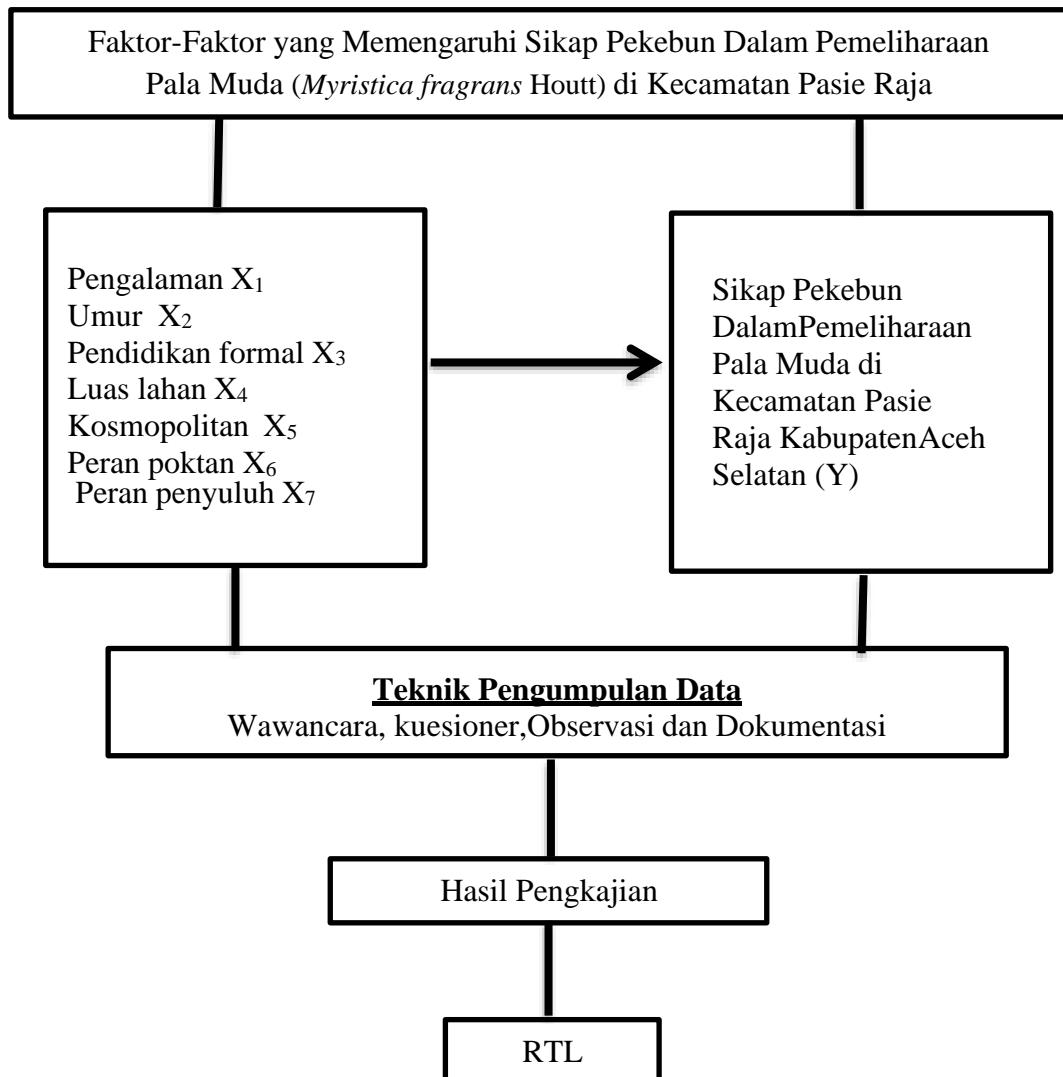 Faktor-Faktor yang Memengaruhi Sikap Pekebun Dalam Pemeliharaan
Pala Muda (Myristica fragrans Houtt) di Kecamatan Pasie Raja
Pengalaman X₁
Umur X₂
Pendidikan formal X₃
Luas lahan X₄
Kosmopolitan X₅
Peran poktan X₆
Peran penyuluh X₇
Sikap Pekebun
DalamPemeliharaan
Pala Muda di
Kecamatan Pasie
Raja KabupatenAceh
Selatan (Y)
Teknik Pengumpulan Data
Wawancara, kuesioner,Observasi dan Dokumentasi
Hasil Pengkajian
RTL